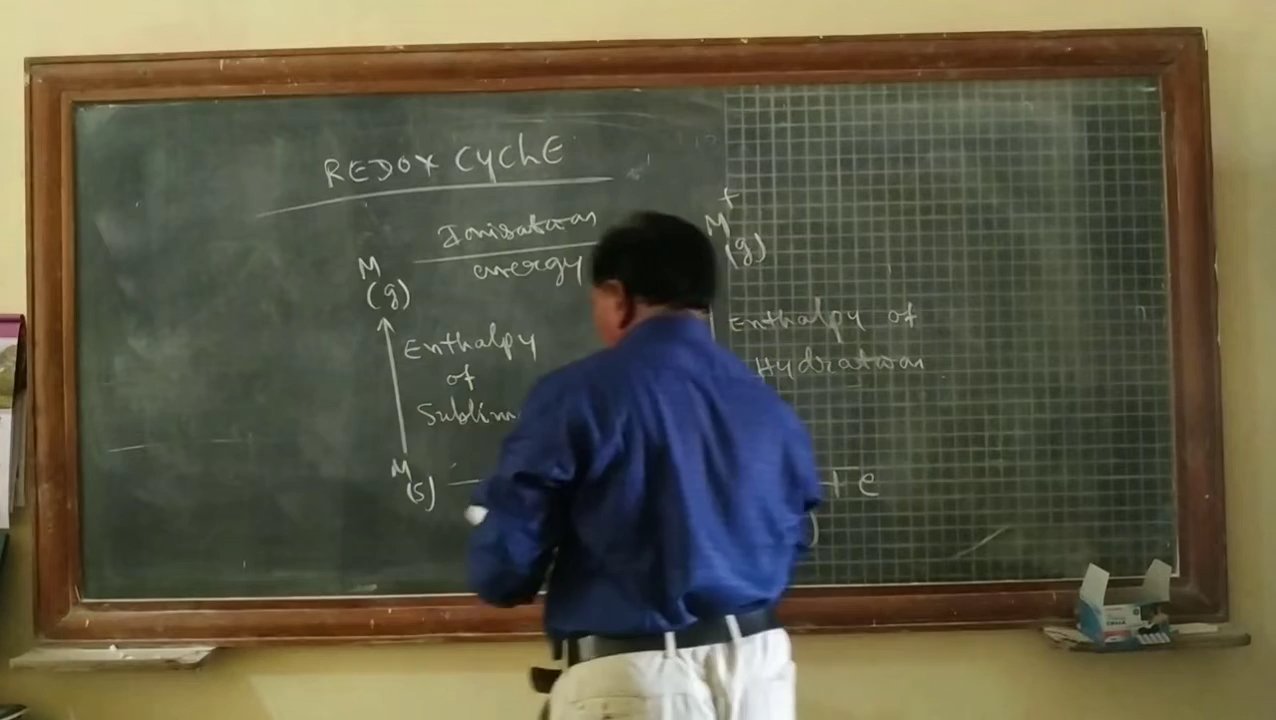 REDOX CYCLE
Ionisation
energy
M
(g)
M+
(g)
Enthalpy
of
Enthalpy of
Hydration
M
(s)
+e